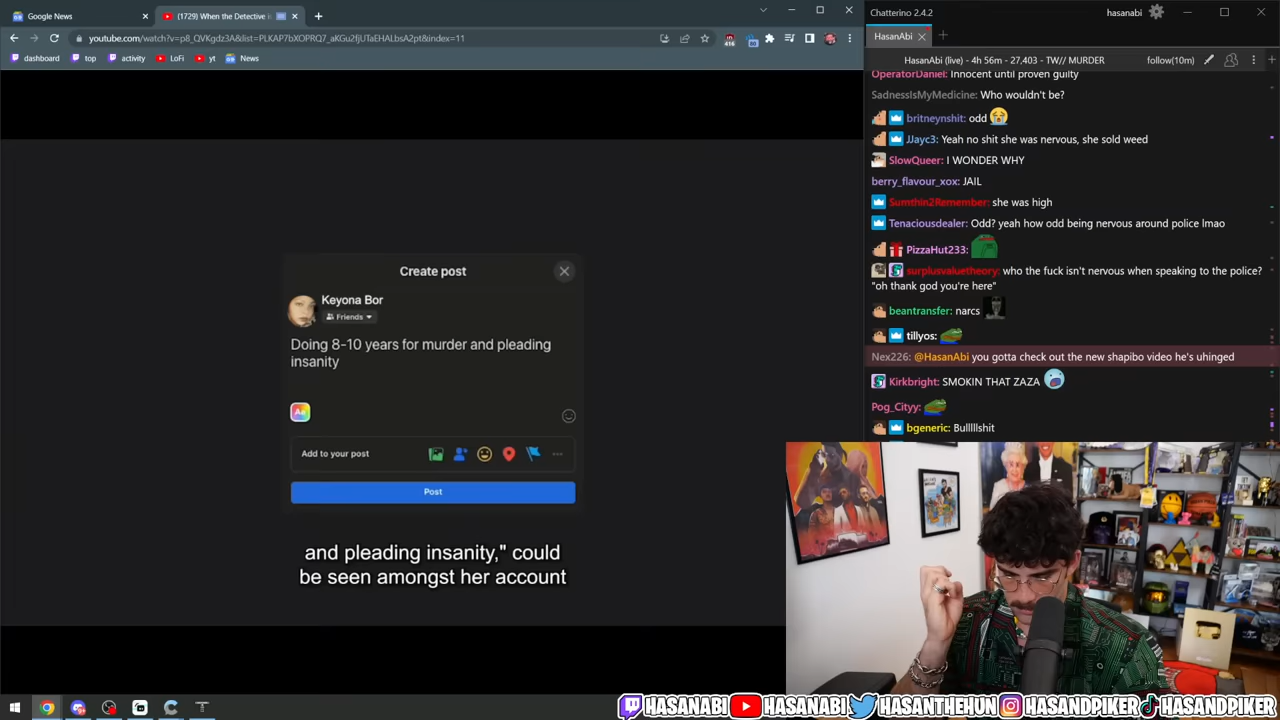 Google News
(1729) When the Detective i
youtube.com/watch?v=p8_QVKgdz3A&list=PLKAP7bXOPRQ7_aKGu2fjUTaEHALbsA2pt&index=11
dashboard
top
activity
LoFi
yt
News
416
80
Create post
Keyona Bor
Friends
Doing 8-10 years for murder and pleading
insanity
Aa
Add to your post
Post
and pleading insanity," could
be seen amongst her account
Chatterino 2.4.2
hasanabi
HasanAbi
HasanAbi (live) - 4h 56m - 27,403 - TW// MURDER
follow(10m)
OperatorDaniel: Innocent until proven guilty
SadnessIsMyMedicine: Who wouldn't be?
britneynshit: odd
JJayc3: Yeah no shit she was nervous, she sold weed
SlowQueer: I WONDER WHY
berry_flavour_xox: JAIL
Sumthin2Remember: she was high
Tenaciousdealer: Odd? yeah how odd being nervous around police lmao
PizzaHut233:
surplusvaluetheory: who the fuck isn't nervous when speaking to the police?
"oh thank god you're here"
beantransfer: narcs
tillyos:
Nex226: @HasanAbi you gotta check out the new shapibo video he's uhinged
Kirkbright: SMOKIN THAT ZAZA
Pog_Cityy:
bgeneric: Bulllllshit
HASANABI
HASANABI
HASANTHEHUN
HASANDPIKER
HASANDPIKER